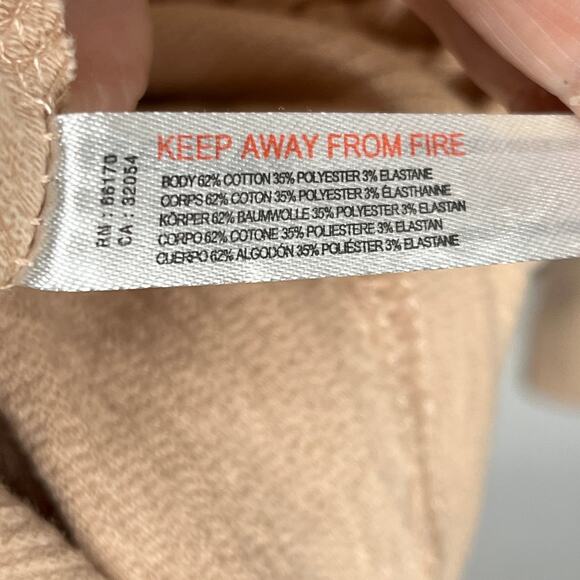 KEEP AWAY FROM FIRE
BODY 62% COTTON 35% POLYESTER 3% ELASTANE
CORPS 62% COTON 35% POLYESTER 3% ÉLASTHANNE
KÖRPER 62% BAUMWOLLE 35% POLYESTER 3% ELASTAN
CORPO 62% COTONE 35% POLIESTERE 3% ELASTAN
CUERPO 62% ALGODÓN 35% POLIÉSTER 3% ELASTANE
RN : 66170
CA : 32054